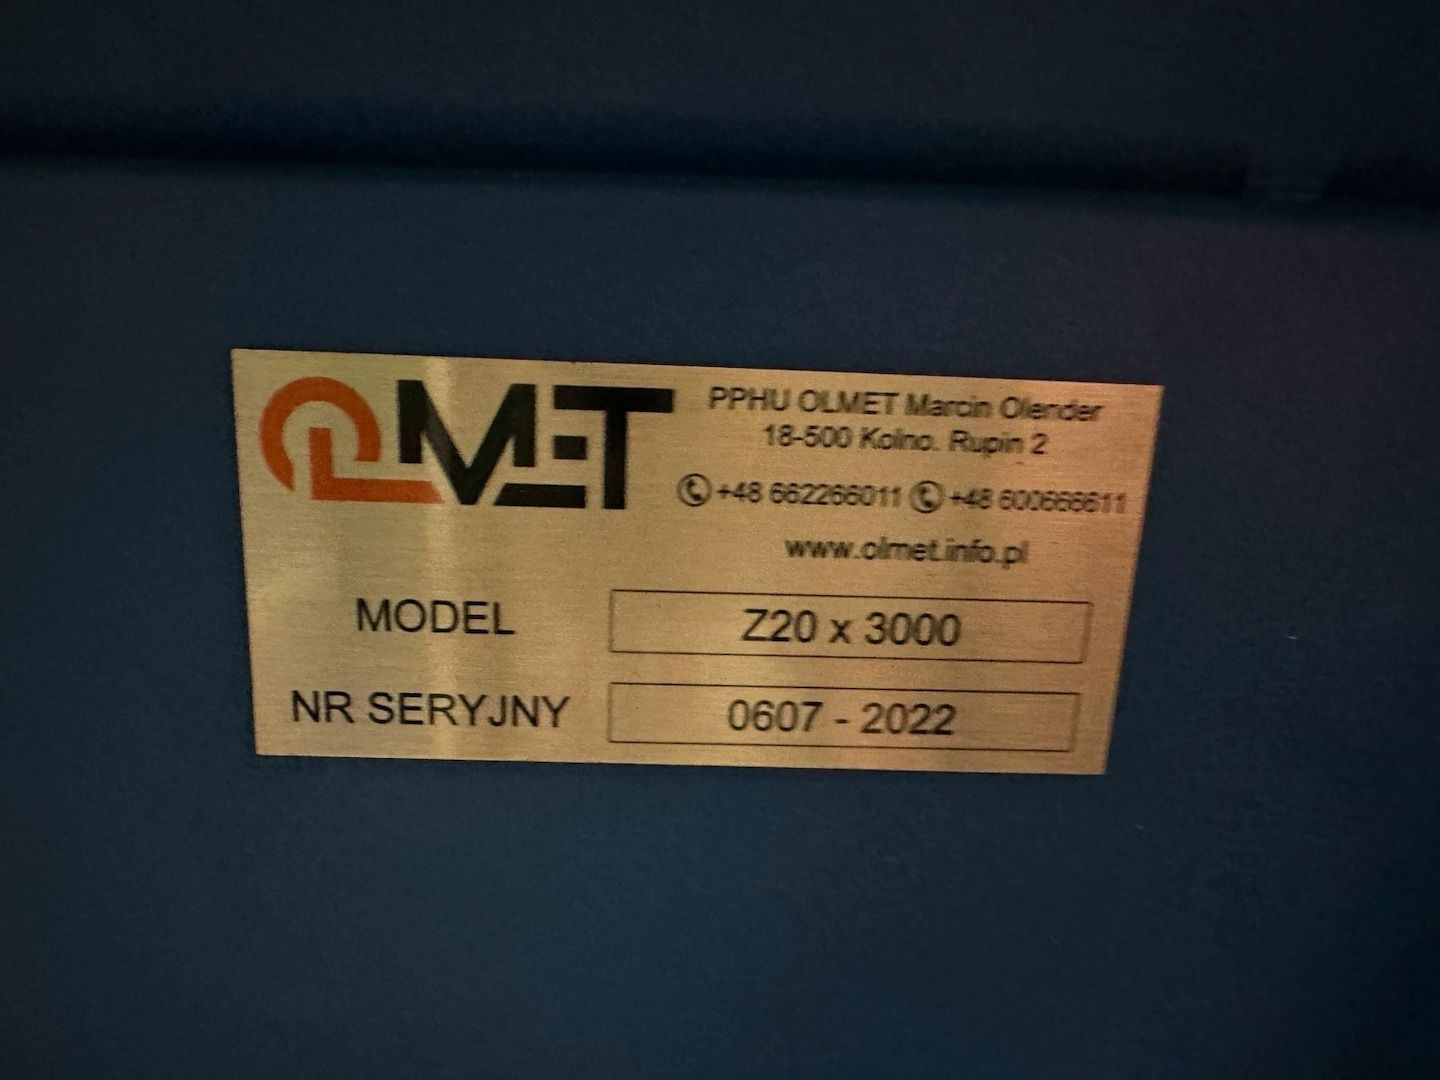 OLMET
PPHU OLMET Marcin Olender
18-500 Kolno. Rupin 2
+48 662266011 +48 600666611
www.olmet.info.pl
MODEL Z20 x 3000
NR SERYJNY 0607 - 2022